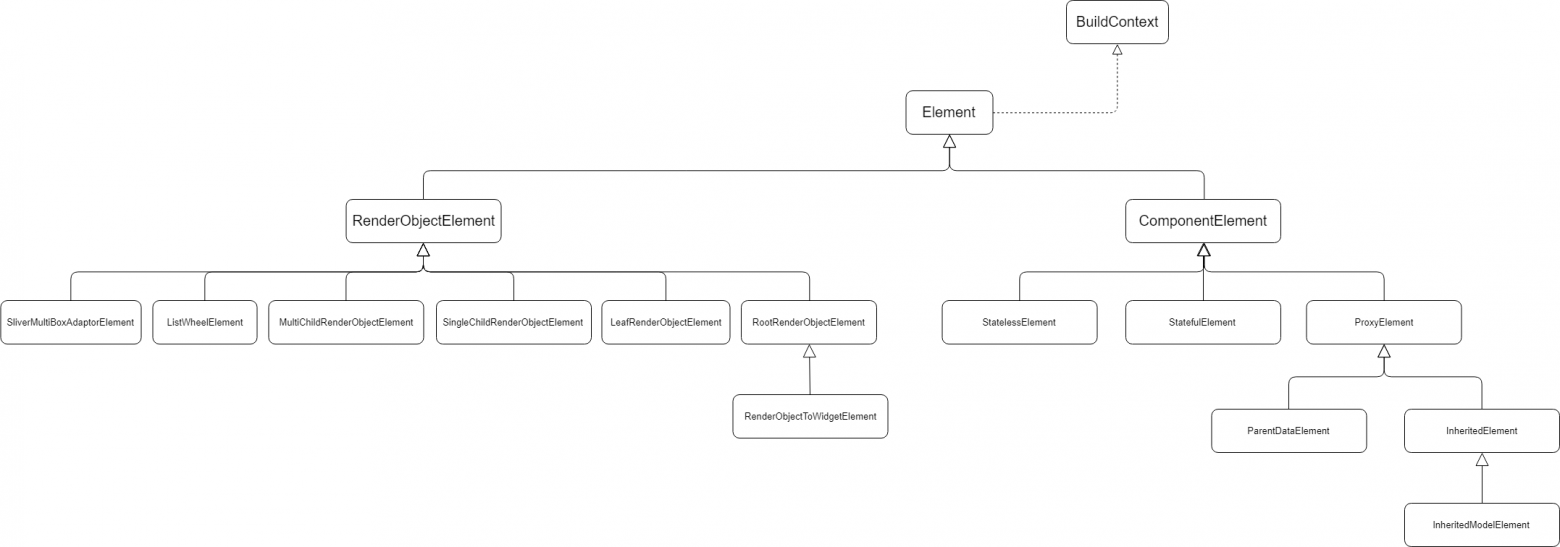 BuildContext
Element
RenderObjectElement
ComponentElement
SliverMultiBoxAdaptorElement
ListWheelElement
MultiChildRenderObjectElement
SingleChildRenderObjectElement
LeafRenderObjectElement
RootRenderObjectElement
StatelessElement
StatefulElement
ProxyElement
RenderObjectToWidgetElement
ParentDataElement
InheritedElement
InheritedModelElement